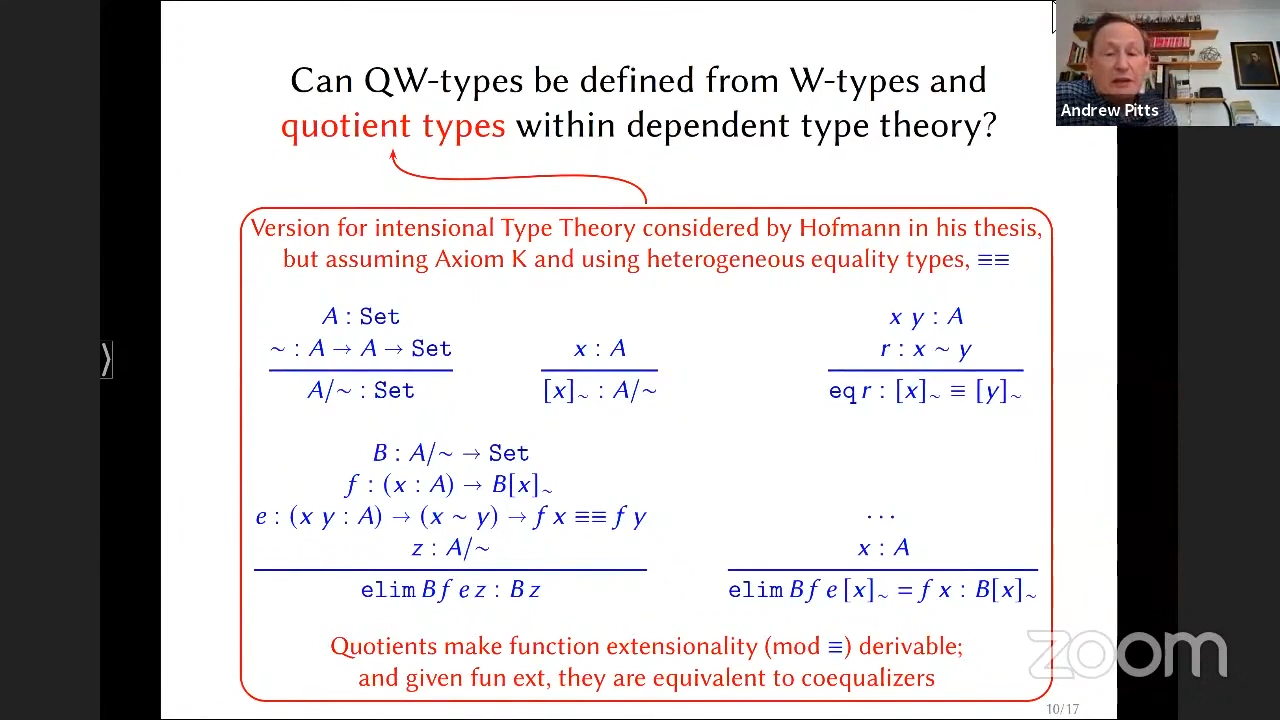 Can QW-types be defined from W-types and
quotient types within dependent type theory?
Andrew Pitts
Version for intensional Type Theory considered by Hofmann in his thesis,
but assuming Axiom K and using heterogeneous equality types, ≡≡
A : Set
∼ : A → A → Set
A/∼ : Set
x : A
[x]∼ : A/∼
x y : A
r : x ∼ y
eq r : [x]∼ ≡ [y]∼
B : A/∼ → Set
f : (x : A) → B[x]∼
e : (x y : A) → (x ∼ y) → f x ≡≡ f y
z : A/∼
elim B f e z : B z
...
x : A
elim B f e [x]∼ = f x : B[x]∼
Quotients make function extensionality (mod ≡) derivable;
and given fun ext, they are equivalent to coequalizers
zoom
10/17